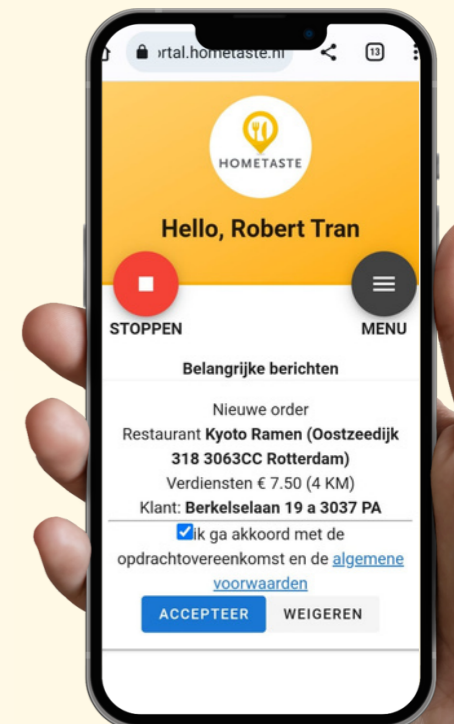 rtal.hometaste.nl
13
HOMETASTE
Hello, Robert Tran
STOPPEN
MENU
Belangrijke berichten
Nieuwe order
Restaurant Kyoto Ramen (Oostzeedijk
318 3063CC Rotterdam)
Verdiensten € 7.50 (4 KM)
Klant: Berkelselaan 19 a 3037 PA
ik ga akkoord met de
opdrachtovereenkomst en de algemene
voorwaarden
ACCEPTEER WEIGEREN